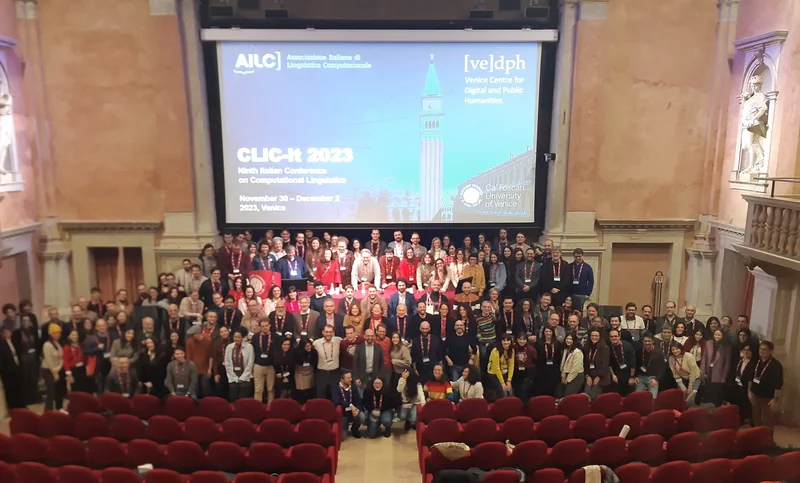 AILC]
Associazione Italiana di
Linguistica Computazionale
[ve]dph
Venice Centre for
Digital and Public
Humanities
CLiC-it 2023
Ninth Italian Conference
on Computational Linguistics
November 30 – December 2
2023, Venice
Ca' Foscari
University
of Venice